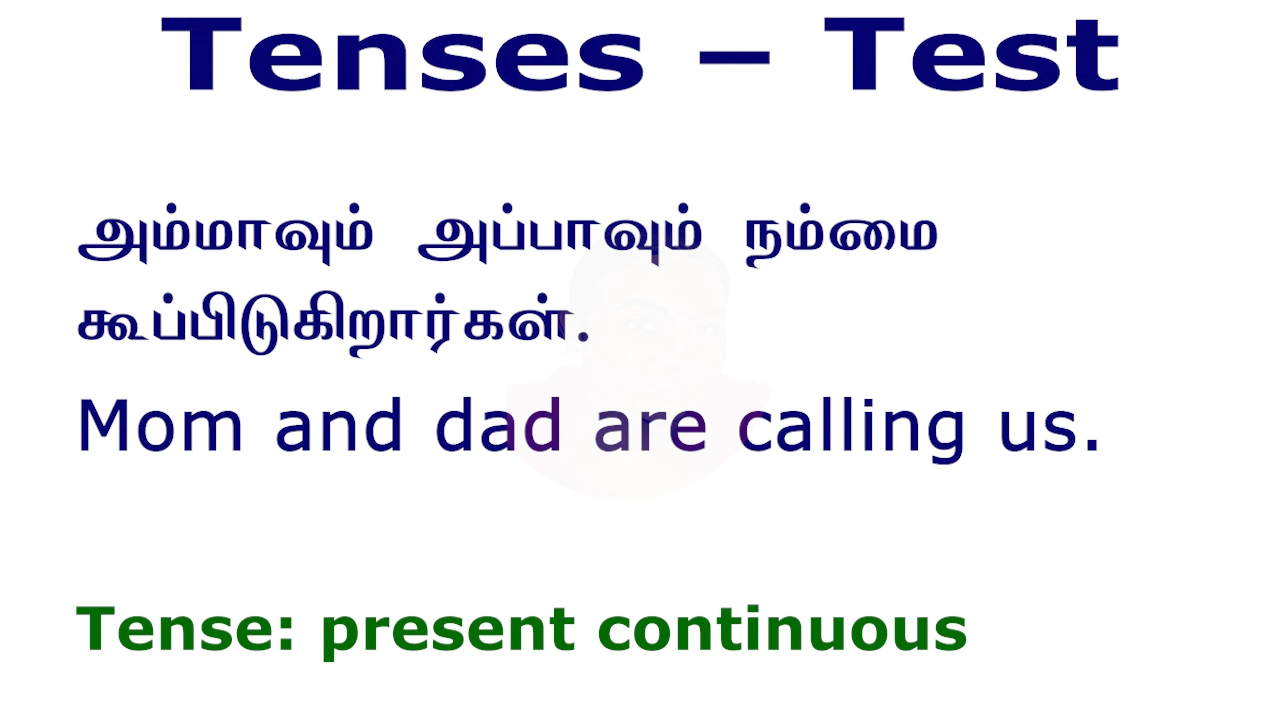 Tenses – Test
அம்மாவும் அப்பாவும் நம்மை
கூப்பிடுகிறார்கள்.
Mom and dad are calling us.
Tense: present continuous